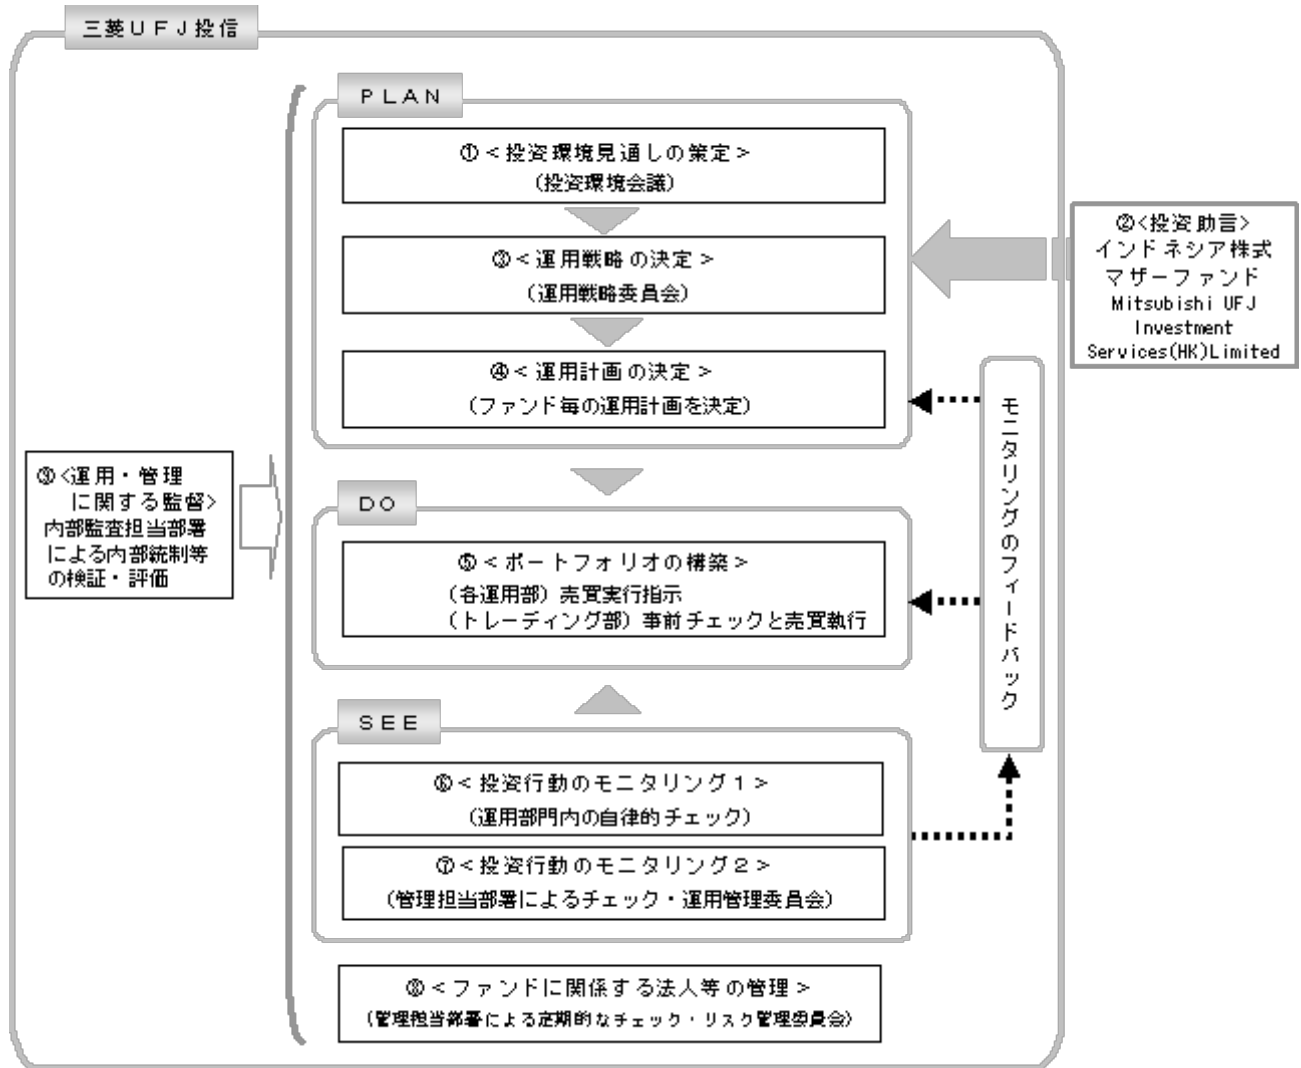 三菱ＵＦＪ投信
ＰＬＡＮ
①＜投資環境見通しの策定＞
（投資環境会議）
②<投資助言>
インドネシア株式
マザーファンド
Mitsubishi UFJ
Investment
Services(HK)Limited
③＜運用戦略の決定＞
（運用戦略委員会）
④＜運用計画の決定＞
（ファンド毎の運用計画を決定）
モニタリングのフィードバック
⑨<運用・管理
に関する監督>
内部監査担当部署
による内部統制等
の検証・評価
ＤＯ
⑤＜ポートフォリオの構築＞
（各運用部）売買実行指示
（トレーディング部）事前チェックと売買執行
ＳＥＥ
⑥＜投資行動のモニタリング１＞
（運用部門内の自律的チェック）
⑦＜投資行動のモニタリング２＞
（管理担当部署によるチェック・運用管理委員会）
⑧＜ファンドに関係する法人等の管理＞
（管理担当部署による定期的なチェック・リスク管理委員会）